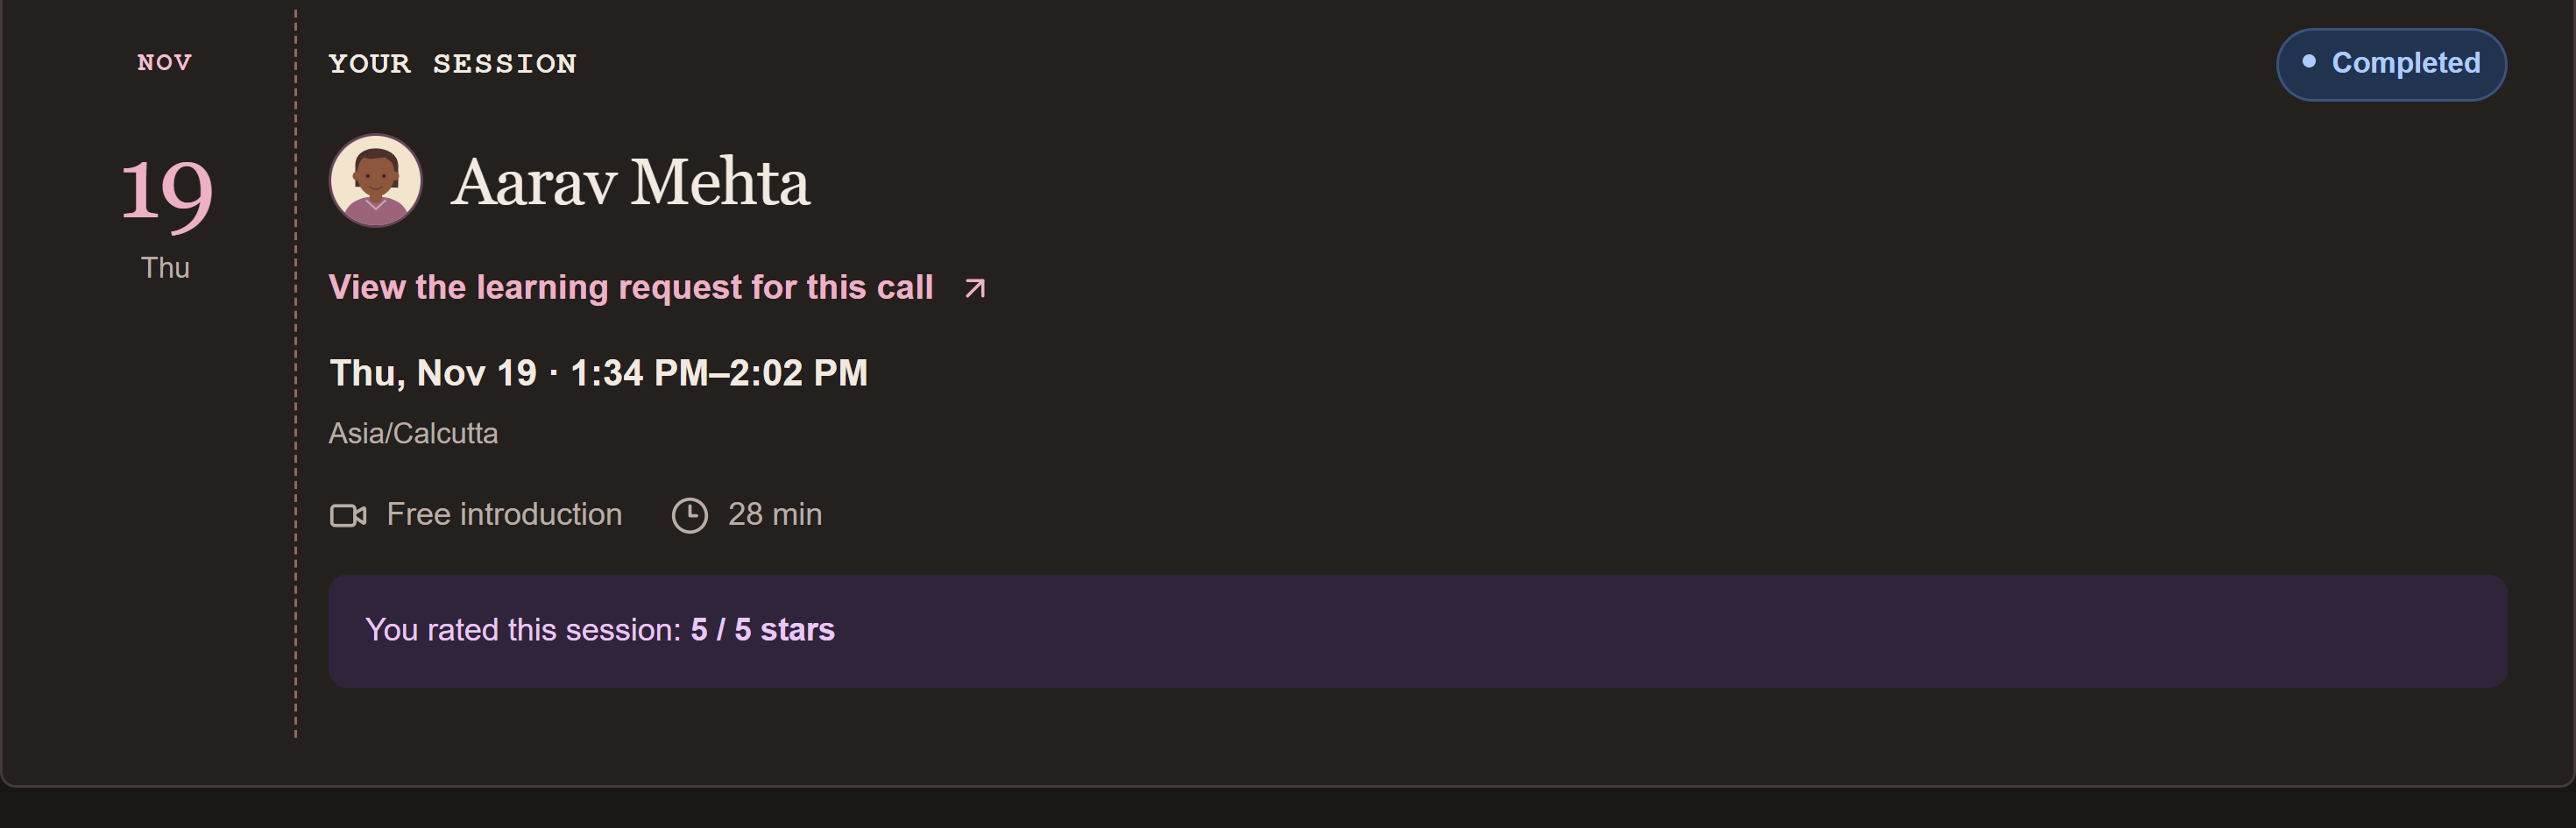 NOV
19
Thu
YOUR SESSION
Completed
Aarav Mehta
View the learning request for this call
Thu, Nov 19 · 1:34 PM–2:02 PM
Asia/Calcutta
Free introduction 28 min
You rated this session: 5 / 5 stars